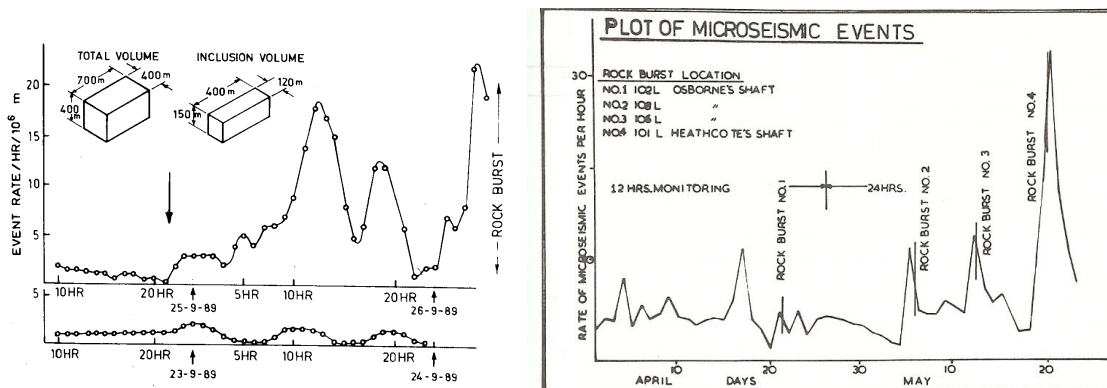 TOTAL VOLUME
700m
400m
400m
INCLUSION VOLUME
400m
120m
150m
EVENT RATE/HR/10⁶ m
20
15
10
5
10HR
20HR
5HR
10HR
20HR
25-9-89
26-9-89
ROCK BURST
5
0
10HR
20HR
5HR
10HR
20HR
23-9-89
24-9-89
PLOT OF MICROSEISMIC EVENTS
ROCK BURST LOCATION
NO.1 102L OSBORNE'S SHAFT
NO.2 108L "
NO.3 106L "
NO.4 101L HEATHCOTE'S SHAFT
12 HRS.MONITORING
24HRS.
ROCK BURST NO.1
ROCK BURST NO.2
ROCK BURST NO. 3
ROCK BURST NO.4
RATE OF MICROSEISMIC EVENTS PER HOUR
30
10
20
30
10
20
APRIL DAYS MAY